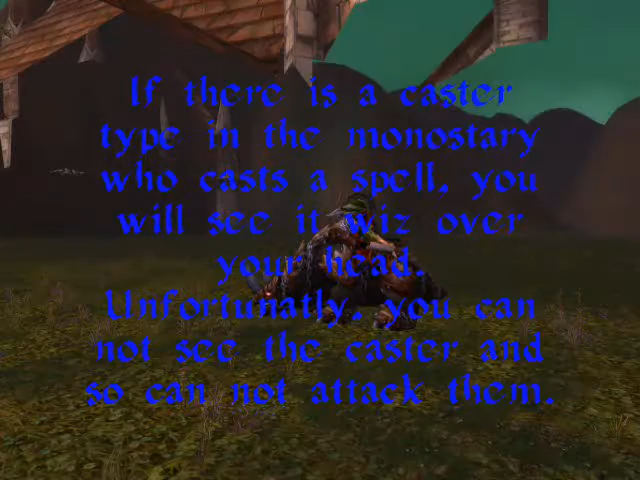 If there is a caster
type in the monostary
who casts a spell, you
will see it wiz over
your head.
Unfortunatly, you can
not see the caster and
so can not attack them.